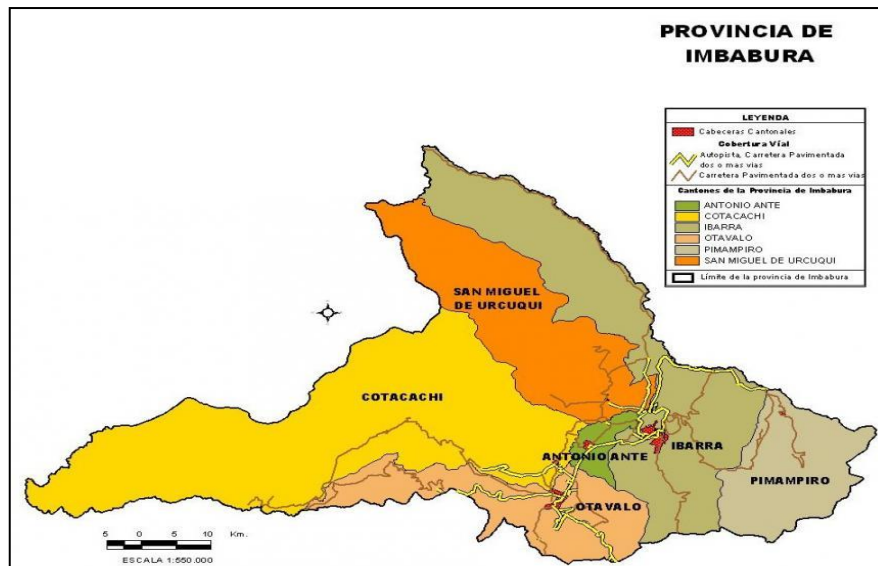 PROVINCIA DE
IMBABURA
LEYENDA
Cabeceras Cantonales
Cobertura Víal
Autopista, Carretera Pavimentada
dos o mas vias
Carretera Pavimentada dos o mas vias
Cantones de la Provincia de Imbabura
ANTONIO ANTE
COTACACHI
IBARRA
OTAVALO
PIMAMPIRO
SAN MIGUEL DE URCUQUI
Límite de la provincia de Imbabura
SAN MIGUEL
DE URCUQUI
COTACACHI
ANTONIO ANTE
IBARRA
PIMAMPIRO
OTAVALO
5 0 5 10 Km.
ESCALA 1:550.000